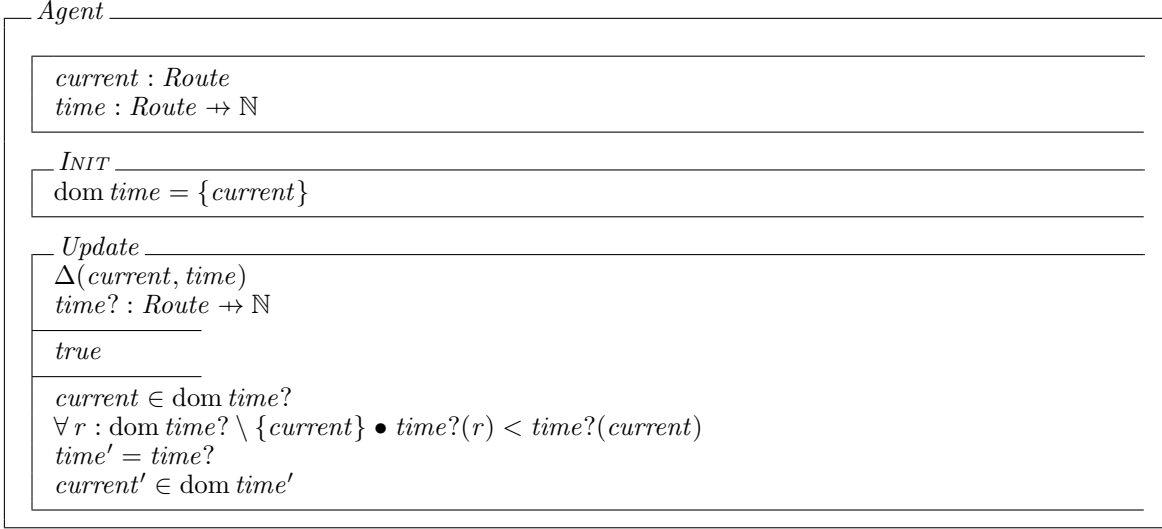 Agent
current : Route
time : Route ⇸ ℕ
INIT
dom time = {current}
Update
Δ(current, time)
time? : Route ⇸ ℕ
true
current ∈ dom time?
∀ r : dom time? \ {current} • time?(r) < time?(current)
time′ = time?
current′ ∈ dom time′